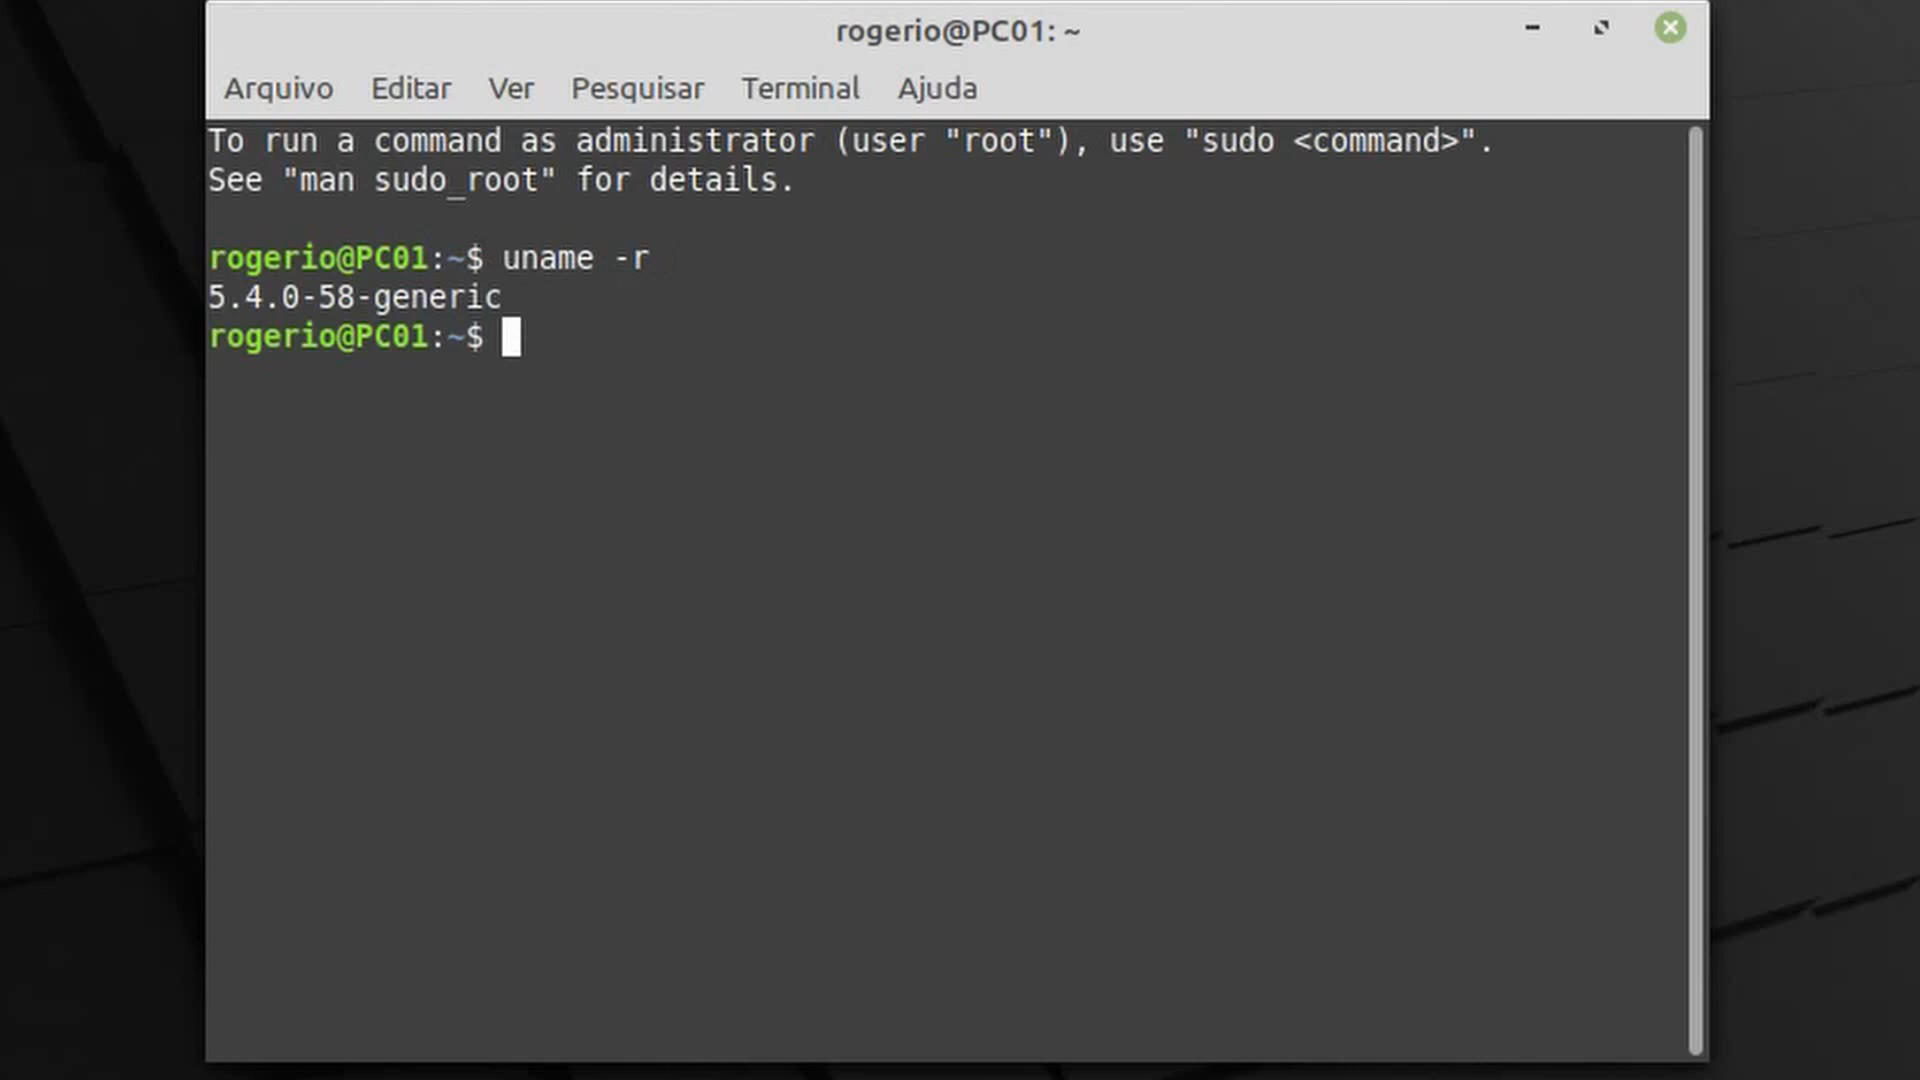 rogerio@PC01: ~
Arquivo Editar Ver Pesquisar Terminal Ajuda
To run a command as administrator (user "root"), use "sudo <command>".
See "man sudo_root" for details.
rogerio@PC01:~$ uname -r
5.4.0-58-generic
rogerio@PC01:~$